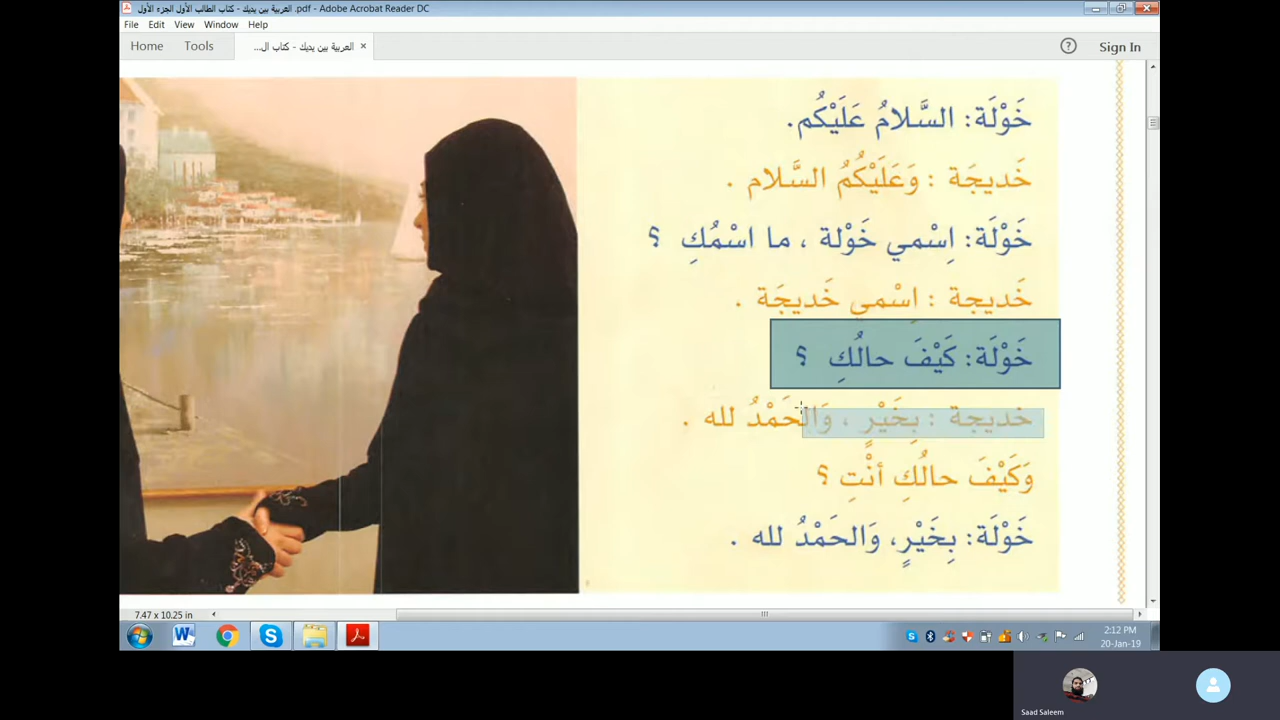 العربية بين يديك - كتاب الطالب الأول الجزء الأول .pdf - Adobe Acrobat Reader DC
File Edit View Window Help
Home Tools العربية بين يديك - كتاب ال... × Sign In
خَوْلَة: السَّلامُ عَلَيْكُم.
خَديجَة : وَعَلَيْكُمُ السَّلام .
خَوْلَة: اِسْمي خَوْلة ، ما اسْمُكِ ؟
خَديجة : اِسْمي خَديجَة .
خَوْلَة: كَيْفَ حالُكِ ؟
خَديجة : بِخَيْرٍ ، وَالحَمْدُ لله .
وَكَيْفَ حالُكِ أنْتِ ؟
خَوْلَة: بِخَيْرٍ، وَالحَمْدُ لله .
7.47 x 10.25 in
2:12 PM
20-Jan-19
Saad Saleem